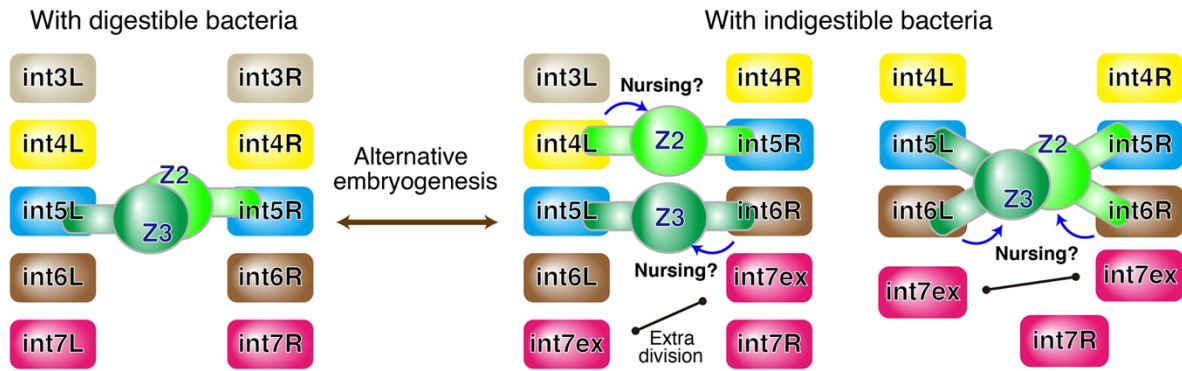 With digestible bacteria
int3L
int3R
int4L
int4R
Z2
int5L
int5R
Z3
int6L
int6R
int7L
int7R
Alternative
embryogenesis
With indigestible bacteria
int3L
int4R
Nursing?
int4L
Z2
int5R
int5L
Z3
int6R
int6L
Nursing?
int7ex
int7ex
Extra
division
int7R
int4L
int4R
int5L
Z2
int5R
Z3
int6L
int6R
Nursing?
int7ex
int7ex
int7R